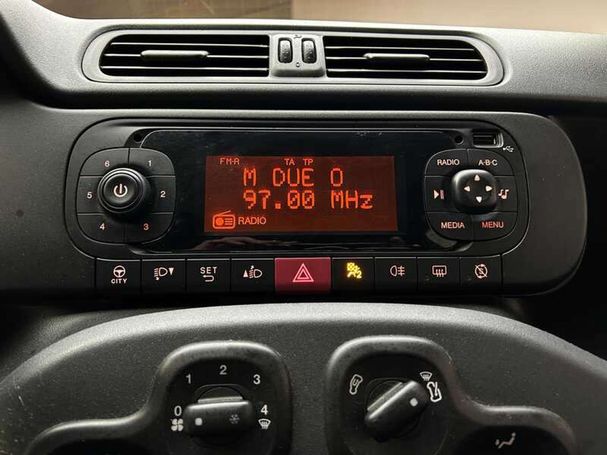 FM-R TA TP
M DUE O
97.00 MHz
RADIO
6 1
5 2
4 3
RADIO A·B·C
MEDIA MENU
CITY
SET
2
0 1 2 3 4